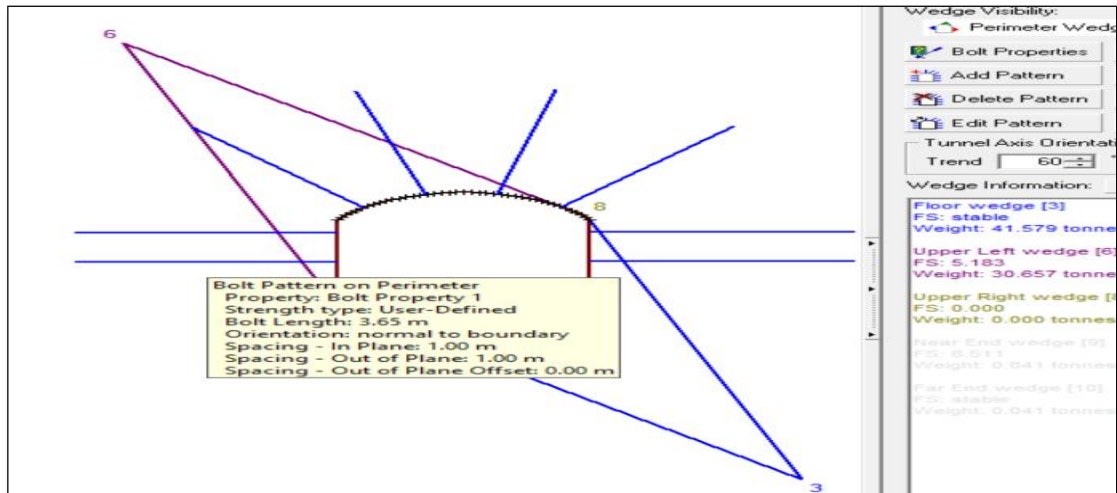 Wedge Visibility:
Perimeter Wedg
Bolt Properties
Add Pattern
Delete Pattern
Edit Pattern
Tunnel Axis Orientati
Trend 60
Wedge Information:
Floor wedge [3]
FS: stable
Weight: 41.579 tonne
Upper Left wedge [6]
FS: 5.183
Weight: 30.657 tonne
Upper Right wedge [8
FS: 0.000
Weight: 0.000 tonnes
Near End wedge [9]
FS: 6.511
Weight: 0.041 tonnes
Far End wedge [10]
FS: stable
Weight: 0.041 tonnes
6
8
Bolt Pattern on Perimeter
Property: Bolt Property 1
Strength type: User-Defined
Bolt Length: 3.65 m
Orientation: normal to boundary
Spacing - In Plane: 1.00 m
Spacing - Out of Plane: 1.00 m
Spacing - Out of Plane Offset: 0.00 m
3